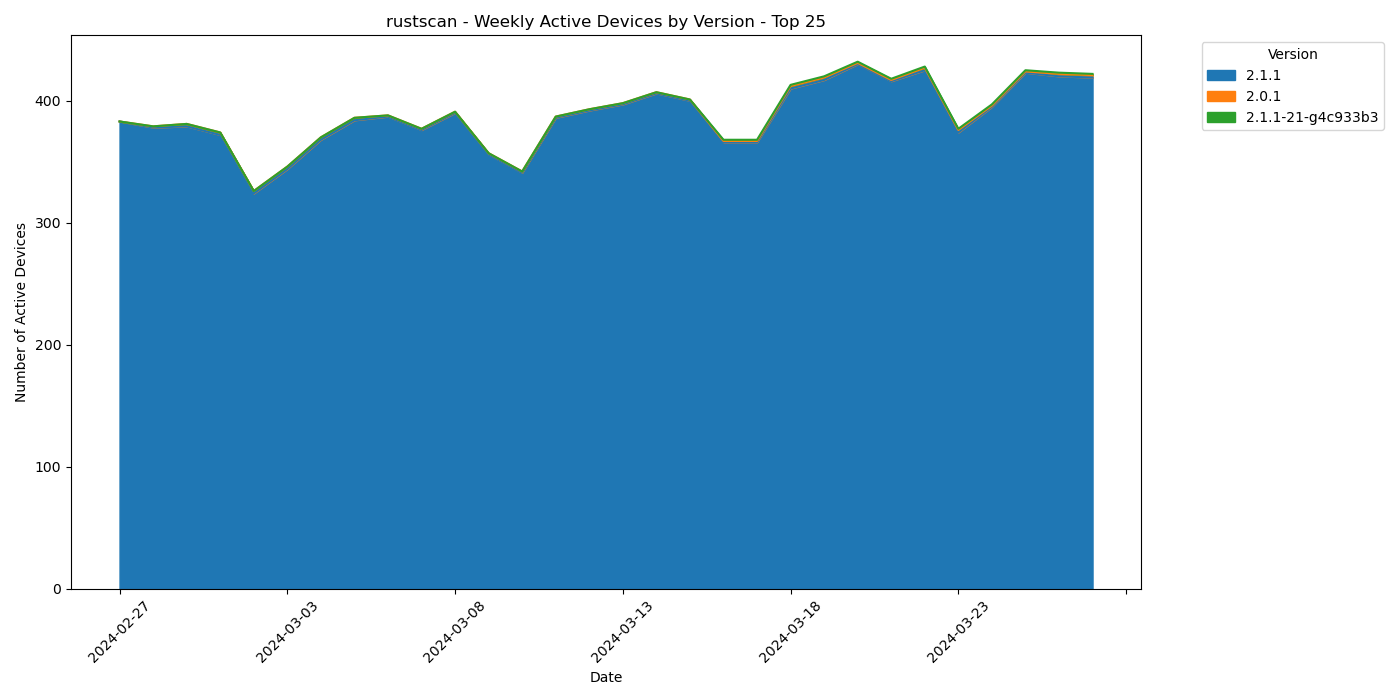 rustscan - Weekly Active Devices by Version - Top 25
Number of Active Devices
400
300
200
100
0
2024-02-27
2024-03-03
2024-03-08
2024-03-13
2024-03-18
2024-03-23
Date
Version
2.1.1
2.0.1
2.1.1-21-g4c933b3